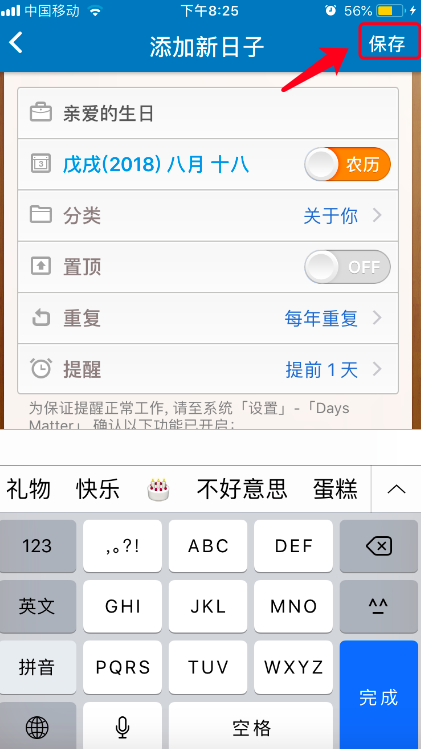 中国移动 下午8:25 56%
添加新日子 保存
亲爱的生日
3 戊戌(2018) 八月 十八 农历
分类 关于你
置顶 OFF
重复 每年重复
提醒 提前 1 天
为保证提醒正常工作, 请至系统「设置」-「Days
Matter」 确认以下功能已开启:
礼物 快乐 🎂 不好意思 蛋糕
123 ,。?! ABC DEF
英文 GHI JKL MNO ^^
拼音 PQRS TUV WXYZ 完成
空格